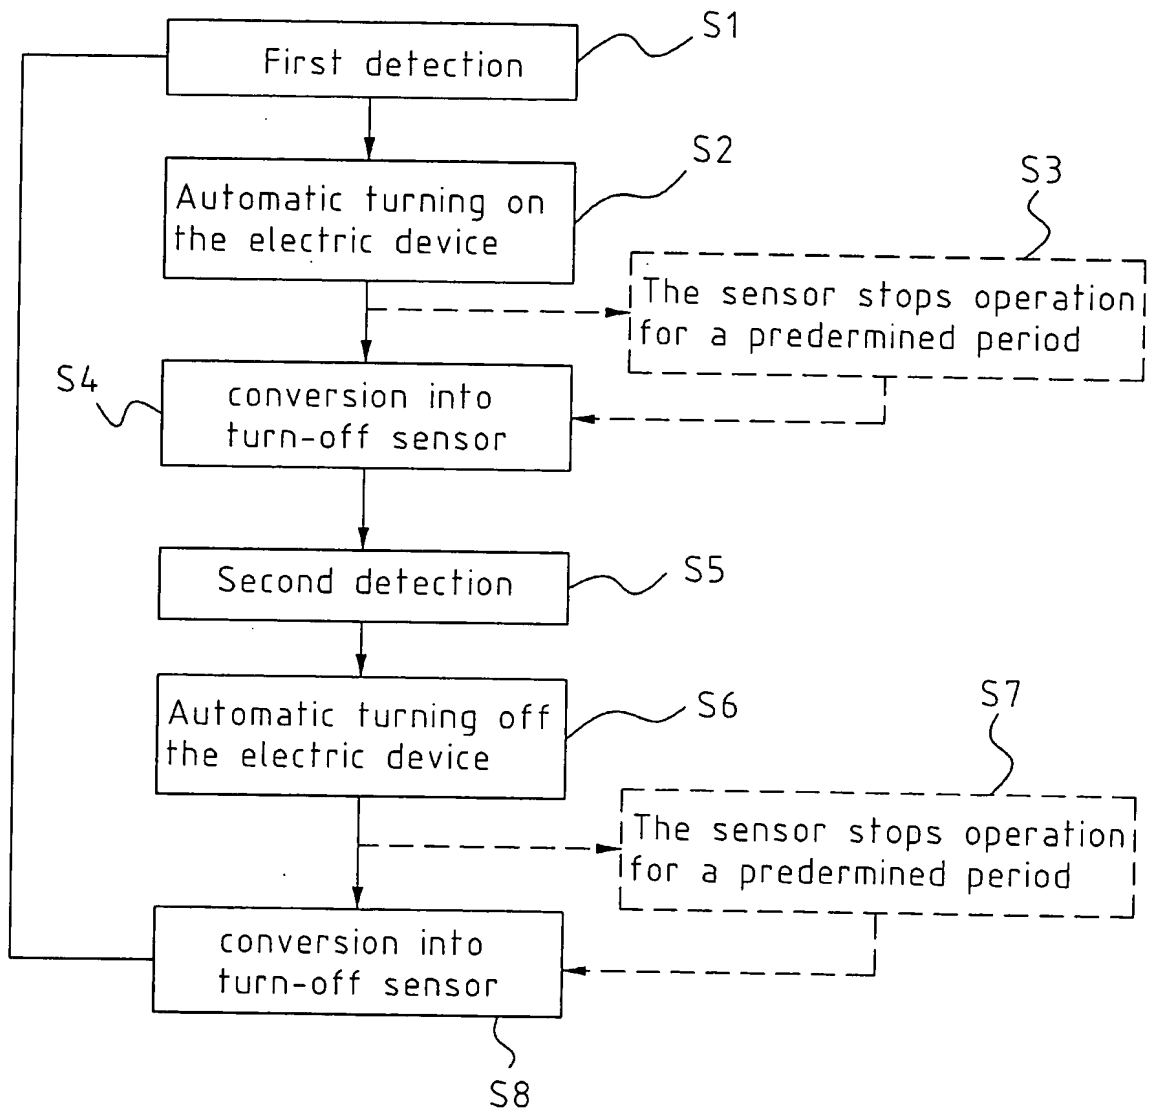 S1
First detection
S2
Automatic turning on
the electric device
S3
The sensor stops operation
for a predermined period
S4
conversion into
turn-off sensor
Second detection
S5
Automatic turning off
the electric device
S6
S7
The sensor stops operation
for a predermined period
conversion into
turn-off sensor
S8